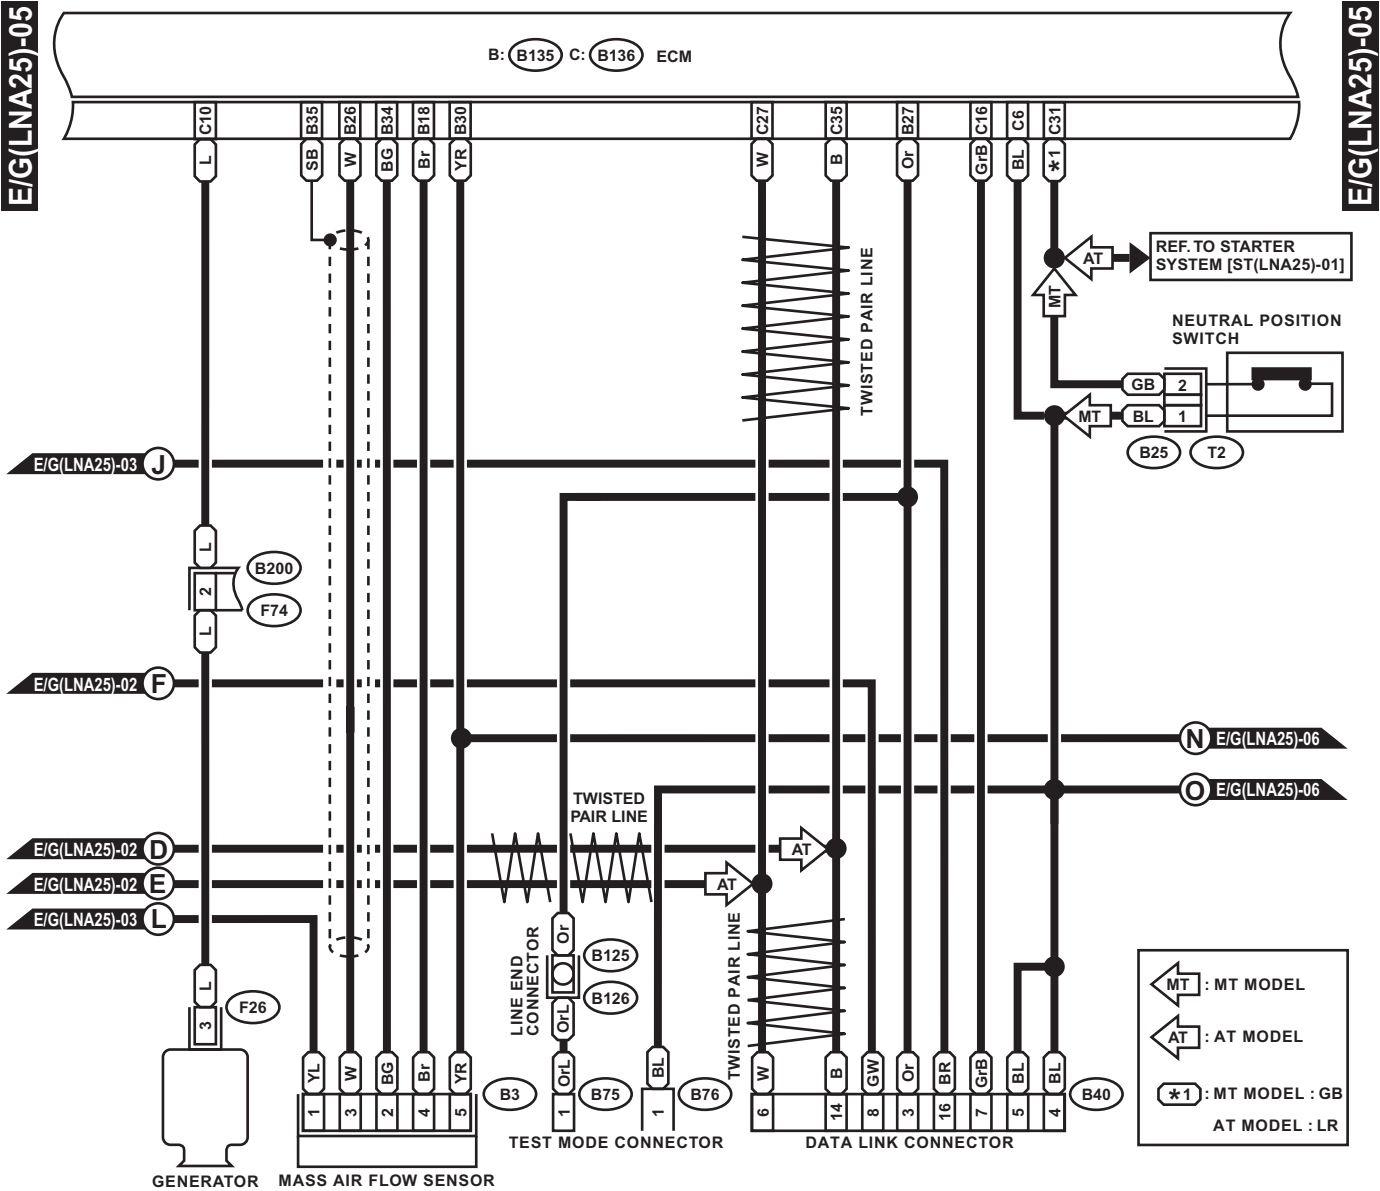 E/G(LNA25)-05
E/G(LNA25)-05
B: B135 C: B136 ECM
C10 B35 B26 B34 B18 B30 C27 C35 B27 C16 C6 C31
L SB W BG Br YR W B Or GrB BL *1
AT
REF. TO STARTER
SYSTEM [ST(LNA25)-01]
MT
TWISTED PAIR LINE
NEUTRAL POSITION
SWITCH
GB 2
MT BL 1
B25 T2
E/G(LNA25)-03 J
L
B200
2
F74
L
E/G(LNA25)-02 F
N E/G(LNA25)-06
O E/G(LNA25)-06
TWISTED
PAIR LINE
E/G(LNA25)-02 D
AT
E/G(LNA25)-02 E
AT
E/G(LNA25)-03 L
Or
LINE END
CONNECTOR
B125
B126
OrL
TWISTED PAIR LINE
L
F26
3
YL W BG Br YR OrL BL W B GW Or BR GrB BL BL
1 3 2 4 5 B3 1 B75 1 B76 6 14 8 3 16 7 5 4 B40
TEST MODE CONNECTOR
DATA LINK CONNECTOR
GENERATOR
MASS AIR FLOW SENSOR
MT : MT MODEL
AT : AT MODEL
*1 : MT MODEL : GB
AT MODEL : LR